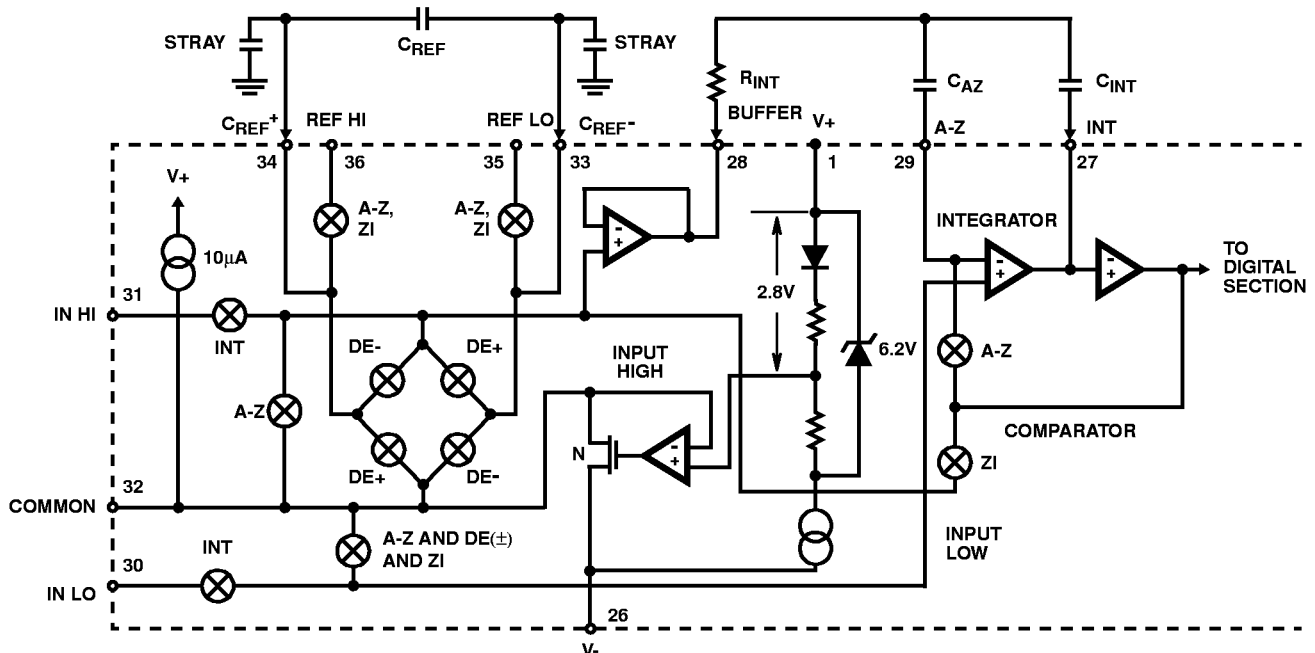 STRAY
C_REF
STRAY
R_INT
C_AZ
C_INT
C_REF+
REF HI
REF LO
C_REF-
BUFFER
V+
A-Z
INT
34
36
35
33
28
1
29
27
V+
10μA
A-Z,
ZI
A-Z,
ZI
-
+
INTEGRATOR
-
+
-
TO
DIGITAL
SECTION
2.8V
6.2V
31
IN HI
INT
DE-
DE+
INPUT
HIGH
A-Z
A-Z
COMPARATOR
DE+
DE-
N
-
+
ZI
32
COMMON
A-Z AND DE(±)
AND ZI
INPUT
LOW
30
INT
IN LO
26
V-